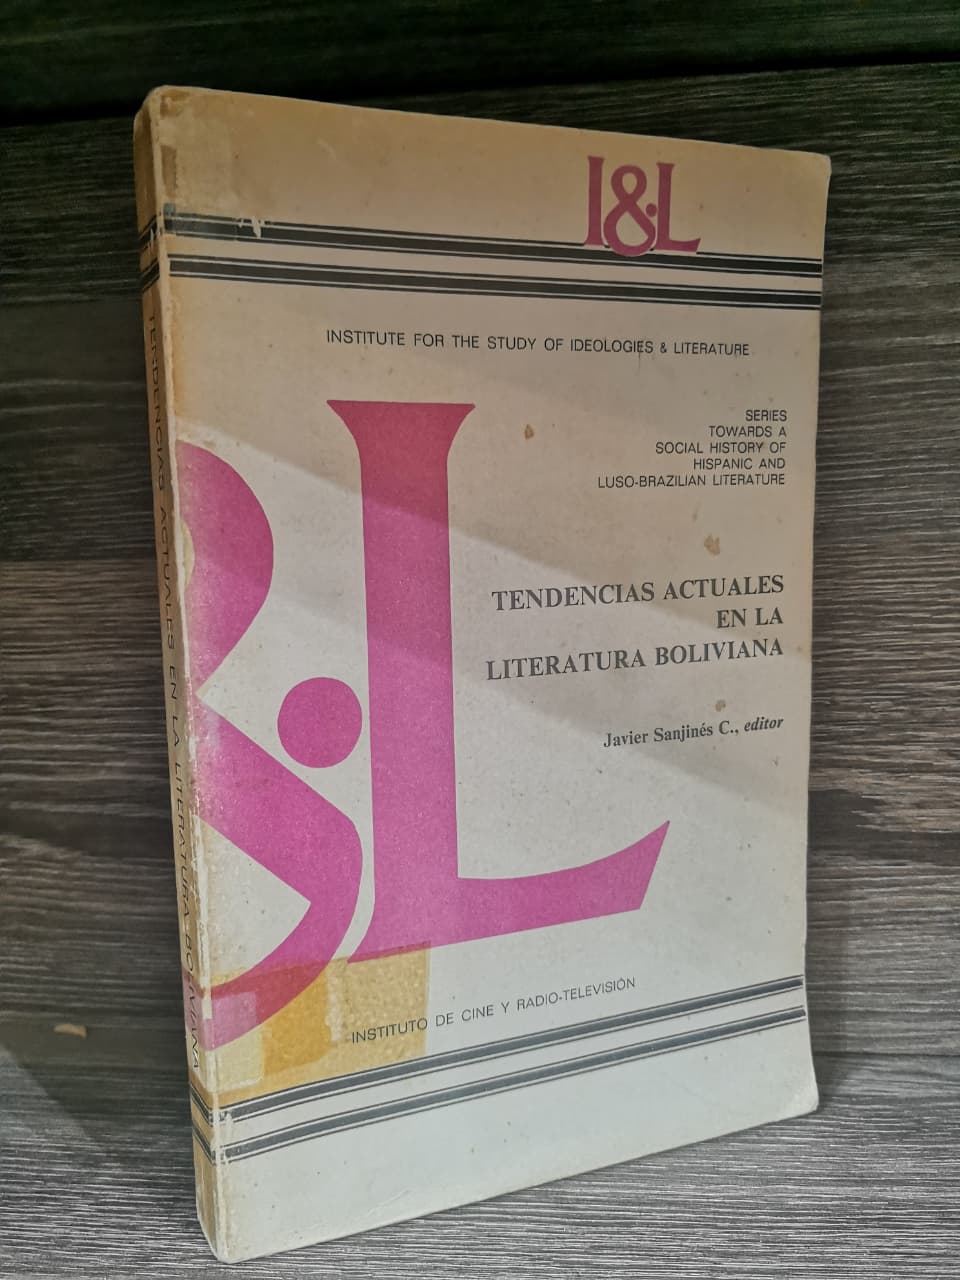 I&L
INSTITUTE FOR THE STUDY OF IDEOLOGIES & LITERATURE
SERIES
TOWARDS A
SOCIAL HISTORY OF
HISPANIC AND
LUSO-BRAZILIAN LITERATURE
&L
TENDENCIAS ACTUALES
EN LA
LITERATURA BOLIVIANA
Javier Sanjinés C., editor
INSTITUTO DE CINE Y RADIO-TELEVISIÓN
TENDENCIAS ACTUALES EN LA LITERATURA BOLIVIANA